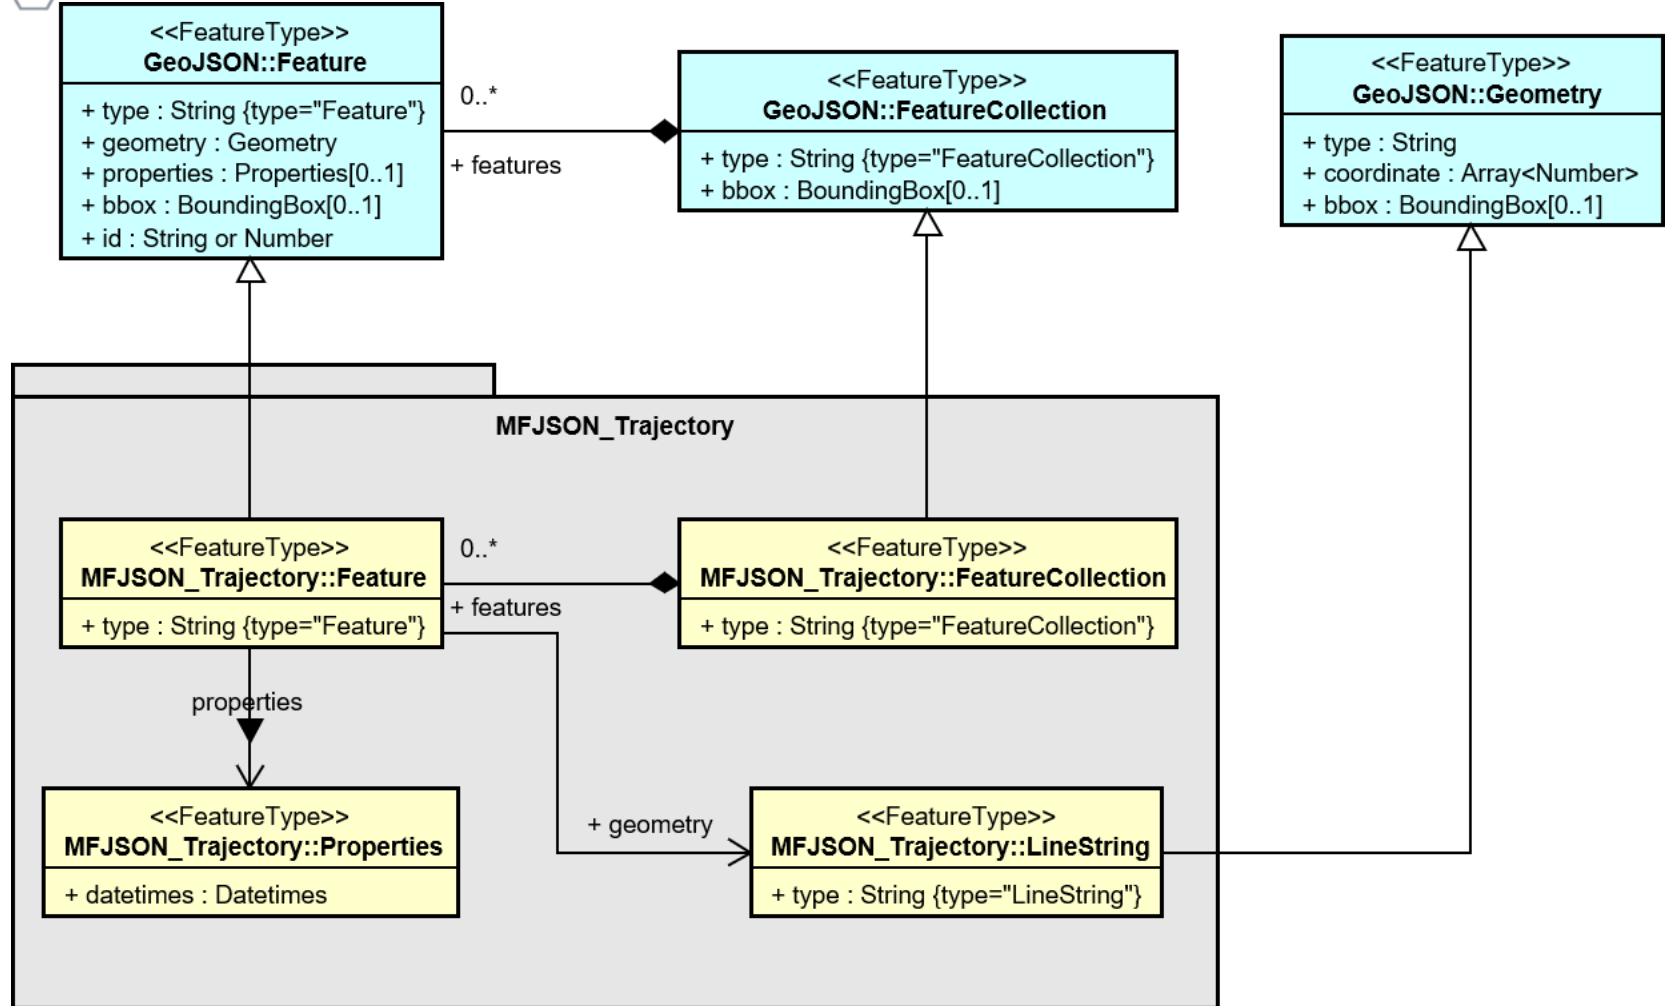 <<FeatureType>>
GeoJSON::Feature
+ type : String {type="Feature"}
+ geometry : Geometry
+ properties : Properties[0..1]
+ bbox : BoundingBox[0..1]
+ id : String or Number
0..*
+ features
<<FeatureType>>
GeoJSON::FeatureCollection
+ type : String {type="FeatureCollection"}
+ bbox : BoundingBox[0..1]
<<FeatureType>>
GeoJSON::Geometry
+ type : String
+ coordinate : Array<Number>
+ bbox : BoundingBox[0..1]
MFJSON_Trajectory
<<FeatureType>>
MFJSON_Trajectory::Feature
+ type : String {type="Feature"}
0..*
+ features
<<FeatureType>>
MFJSON_Trajectory::FeatureCollection
+ type : String {type="FeatureCollection"}
properties
<<FeatureType>>
MFJSON_Trajectory::Properties
+ datetimes : Datetimes
+ geometry
<<FeatureType>>
MFJSON_Trajectory::LineString
+ type : String {type="LineString"}